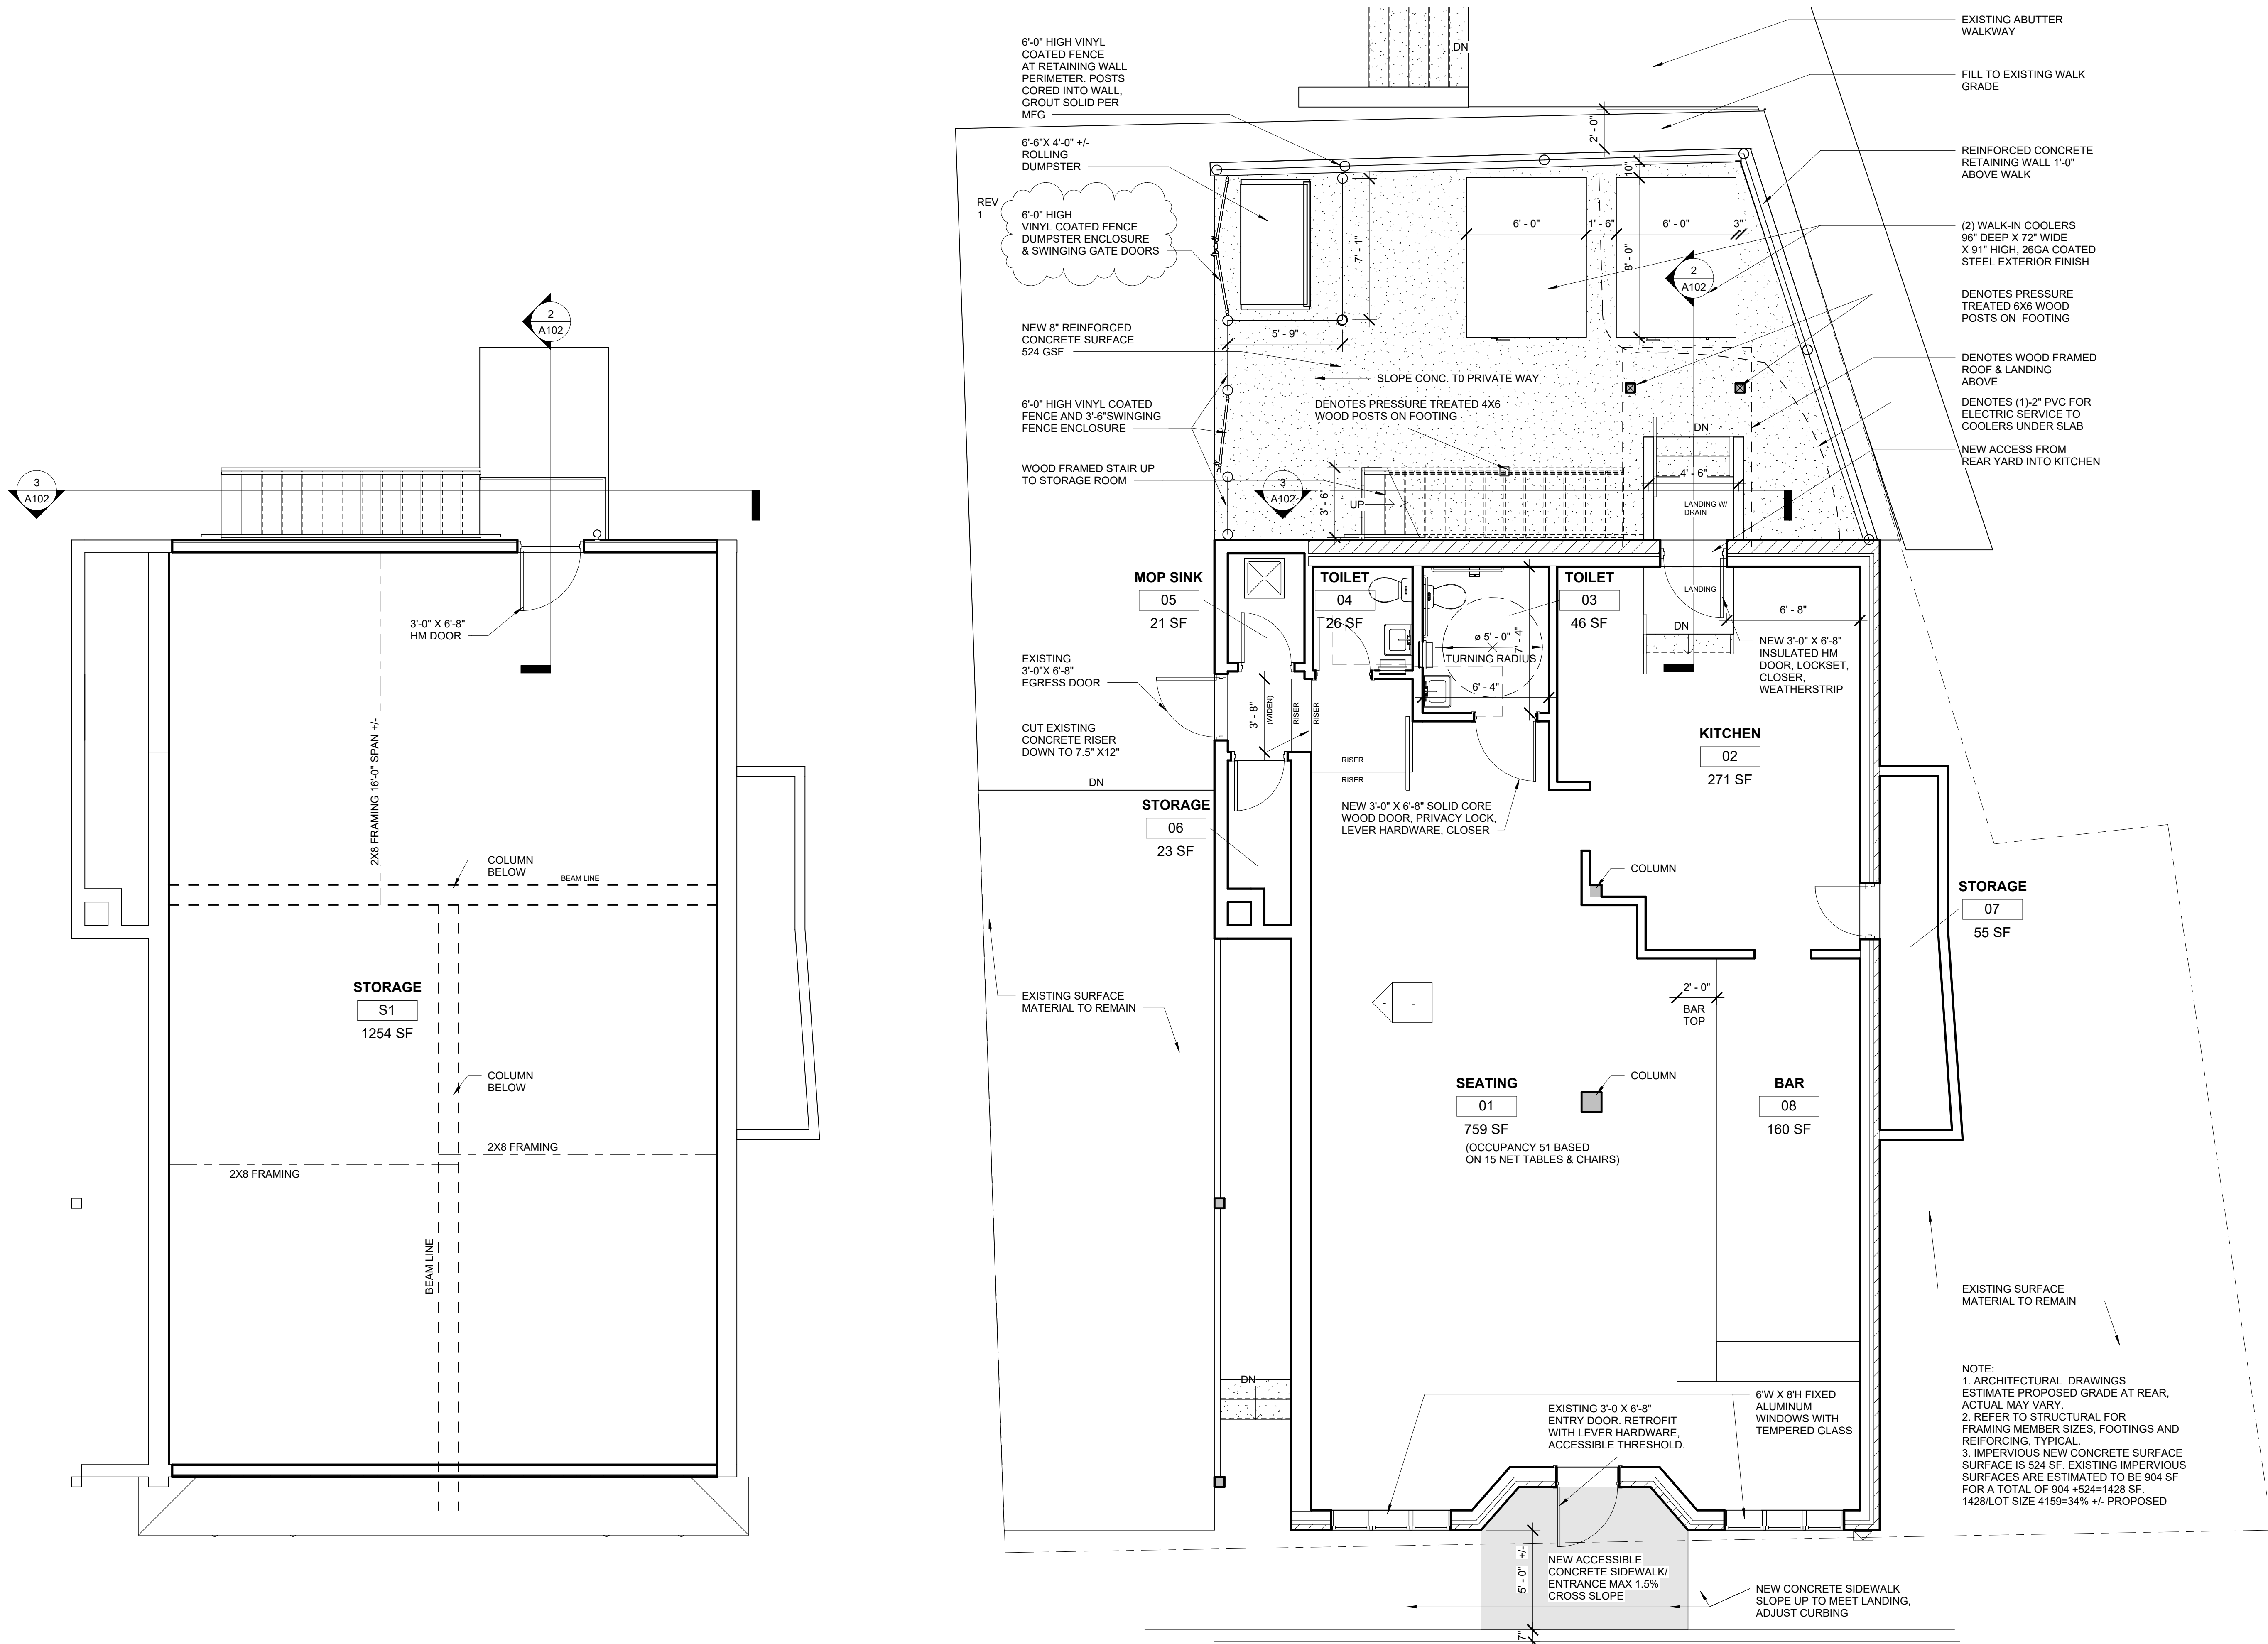 2
A102
3
A102
3'-0" X 6'-8"
HM DOOR
2X8 FRAMING 16'-0" SPAN +/-
COLUMN
BELOW
BEAM LINE
STORAGE
S1
1254 SF
COLUMN
BELOW
2X8 FRAMING
2X8 FRAMING
BEAM LINE
6'-0" HIGH VINYL
COATED FENCE
AT RETAINING WALL
PERIMETER. POSTS
CORED INTO WALL,
GROUT SOLID PER
MFG
6'-6"X 4'-0" +/-
ROLLING
DUMPSTER
REV
1
6'-0" HIGH
VINYL COATED FENCE
DUMPSTER ENCLOSURE
& SWINGING GATE DOORS
NEW 8" REINFORCED
CONCRETE SURFACE
524 GSF
6'-0" HIGH VINYL COATED
FENCE AND 3'-6"SWINGING
FENCE ENCLOSURE
WOOD FRAMED STAIR UP
TO STORAGE ROOM
DN
2' - 0"
10"
6' - 0"
1' - 6"
6' - 0"
3"
8' - 0"
7' - 1"
5' - 9"
2
A102
SLOPE CONC. T0 PRIVATE WAY
DENOTES PRESSURE TREATED 4X6
WOOD POSTS ON FOOTING
DN
4' - 6"
3' - 6"
3
A102
UP
LANDING W/
DRAIN
EXISTING ABUTTER
WALKWAY
FILL TO EXISTING WALK
GRADE
REINFORCED CONCRETE
RETAINING WALL 1'-0"
ABOVE WALK
(2) WALK-IN COOLERS
96" DEEP X 72" WIDE
X 91" HIGH, 26GA COATED
STEEL EXTERIOR FINISH
DENOTES PRESSURE
TREATED 6X6 WOOD
POSTS ON  FOOTING
DENOTES WOOD FRAMED
ROOF & LANDING
ABOVE
DENOTES (1)-2" PVC FOR
ELECTRIC SERVICE TO
COOLERS UNDER SLAB
NEW ACCESS FROM
REAR YARD INTO KITCHEN
MOP SINK
05
21 SF
TOILET
04
26 SF
TOILET
03
46 SF
LANDING
6' - 8"
DN
ø 5' - 0"
TURNING RADIUS
7' - 4"
6' - 4"
NEW 3'-0" X 6'-8"
INSULATED HM
DOOR, LOCKSET,
CLOSER,
WEATHERSTRIP
EXISTING
3'-0"X 6'-8"
EGRESS DOOR
3' - 8"
(WIDEN)
RISER
RISER
CUT EXISTING
CONCRETE RISER
DOWN TO 7.5" X12"
RISER
RISER
DN
KITCHEN
02
271 SF
STORAGE
06
23 SF
NEW 3'-0" X 6'-8" SOLID CORE
WOOD DOOR, PRIVACY LOCK,
LEVER HARDWARE, CLOSER
COLUMN
STORAGE
07
55 SF
EXISTING SURFACE
MATERIAL TO REMAIN
-
-
2' - 0"
BAR
TOP
COLUMN
SEATING
01
759 SF
(OCCUPANCY 51 BASED
ON 15 NET TABLES & CHAIRS)
BAR
08
160 SF
EXISTING SURFACE
MATERIAL TO REMAIN
DN
EXISTING 3'-0 X 6'-8"
ENTRY DOOR. RETROFIT
WITH LEVER HARDWARE,
ACCESSIBLE THRESHOLD.
6'W X 8'H FIXED
ALUMINUM
WINDOWS WITH
TEMPERED GLASS
NOTE:
1. ARCHITECTURAL  DRAWINGS
ESTIMATE PROPOSED GRADE AT REAR,
ACTUAL MAY VARY.
2. REFER TO STRUCTURAL FOR
FRAMING MEMBER SIZES, FOOTINGS AND
REIFORCING, TYPICAL.
3. IMPERVIOUS NEW CONCRETE SURFACE
SURFACE IS 524 SF. EXISTING IMPERVIOUS
SURFACES ARE ESTIMATED TO BE 904 SF
FOR A TOTAL OF 904 +524=1428 SF.
1428/LOT SIZE 4159=34% +/- PROPOSED
5' - 0"  +/-
NEW ACCESSIBLE
CONCRETE SIDEWALK/
ENTRANCE MAX 1.5%
CROSS SLOPE
NEW CONCRETE SIDEWALK
SLOPE UP TO MEET LANDING,
ADJUST CURBING
7"